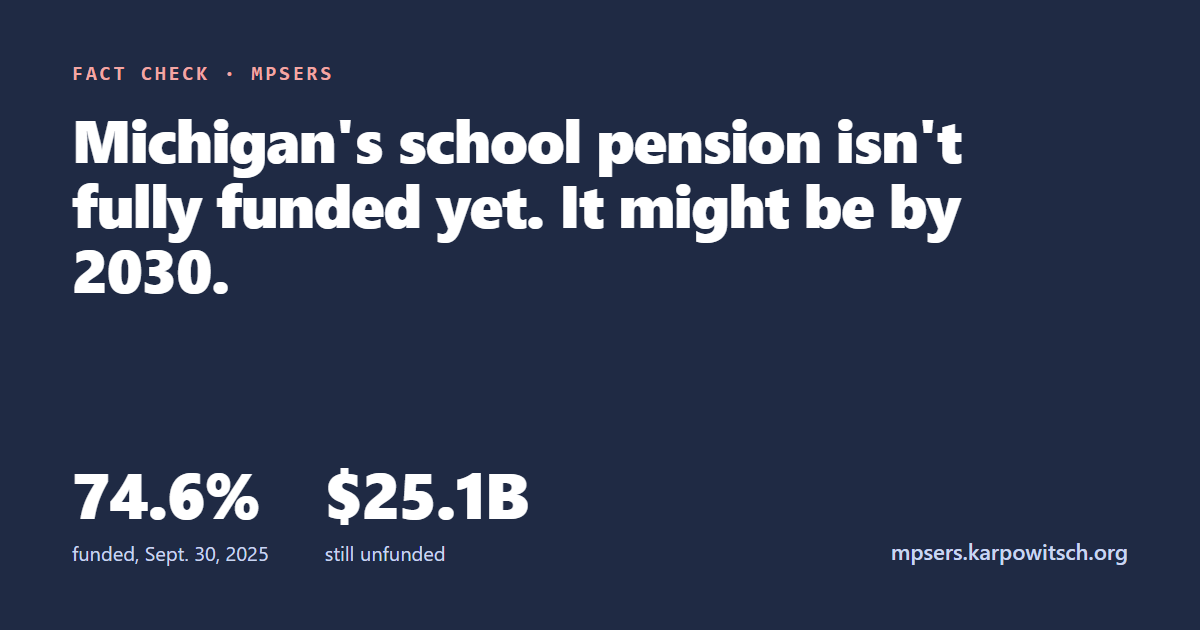 FACT CHECK · MPSERS
Michigan's school pension isn't
fully funded yet. It might be by
2030.
74.6%
funded, Sept. 30, 2025
$25.1B
still unfunded
mpsers.karpowitsch.org